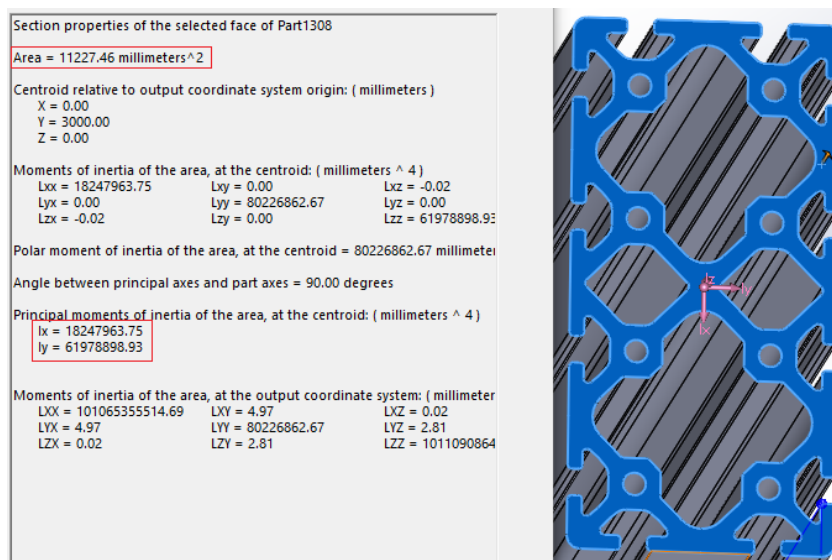 Section properties of the selected face of Part1308
Area = 11227.46 millimeters^2
Centroid relative to output coordinate system origin: ( millimeters )
X = 0.00
Y = 3000.00
Z = 0.00
Moments of inertia of the area, at the centroid: ( millimeters ^ 4 )
Lxx = 18247963.75 Lxy = 0.00 Lxz = -0.02
Lyx = 0.00 Lyy = 80226862.67 Lyz = 0.00
Lzx = -0.02 Lzy = 0.00 Lzz = 61978898.93
Polar moment of inertia of the area, at the centroid = 80226862.67 millimeter
Angle between principal axes and part axes = 90.00 degrees
Principal moments of inertia of the area, at the centroid: ( millimeters ^ 4 )
Ix = 18247963.75
Iy = 61978898.93
Moments of inertia of the area, at the output coordinate system: ( millimeter
LXX = 101065355514.69 LXY = 4.97 LXZ = 0.02
LYX = 4.97 LYY = 80226862.67 LYZ = 2.81
LZX = 0.02 LZY = 2.81 LZZ = 1011090864
Iz
Iy
Ix